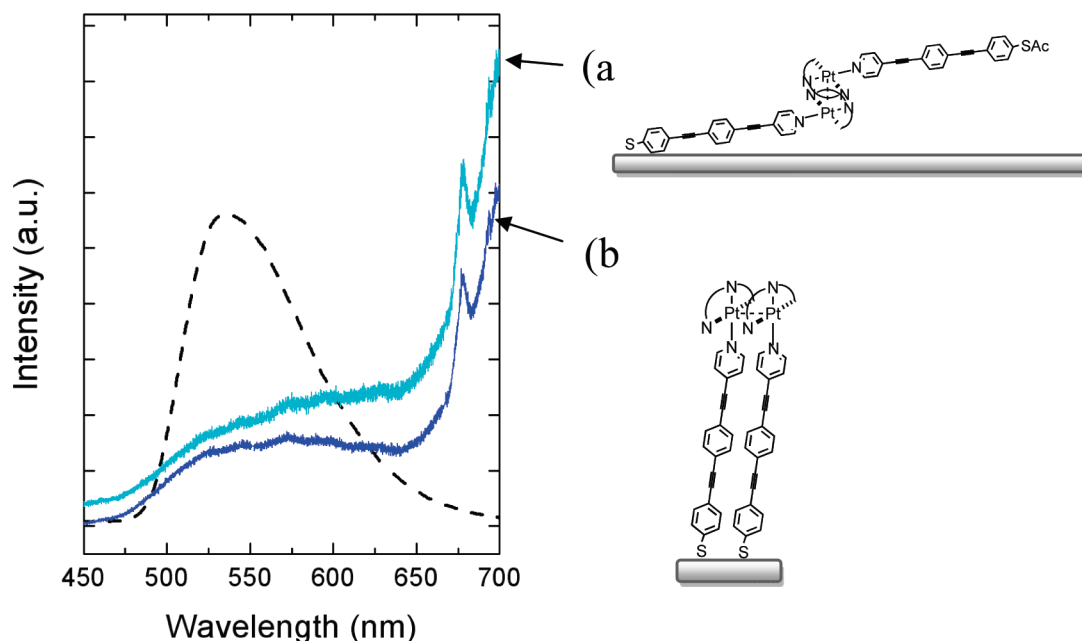 Intensity (a.u.)
450 500 550 600 650 700
Wavelength (nm)
(a
(b
SAc
N
Pt
N N
Pt N
S
N N
Pt Pt
N N
N N
S S